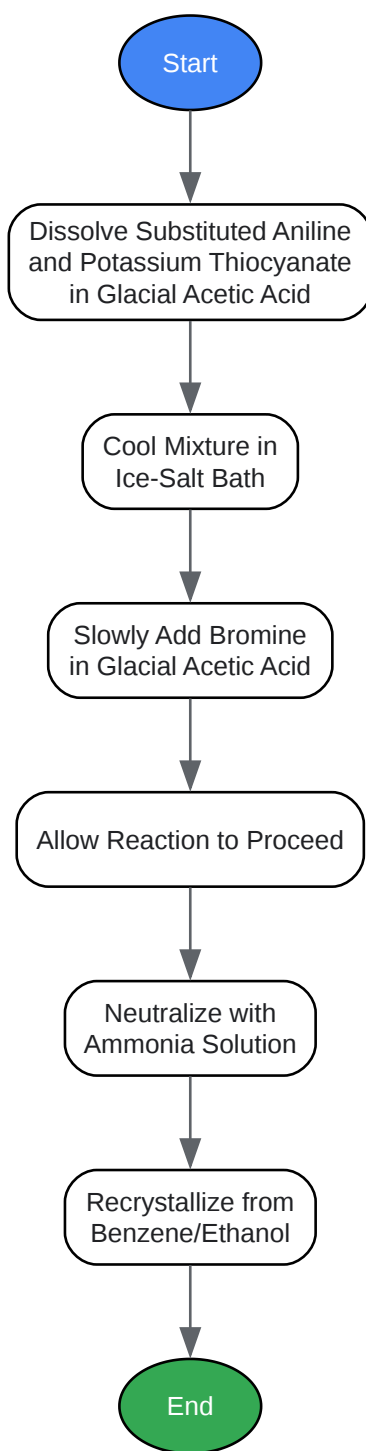 Start
Dissolve Substituted Aniline
and Potassium Thiocyanate
in Glacial Acetic Acid
Cool Mixture in
Ice-Salt Bath
Slowly Add Bromine
in Glacial Acetic Acid
Allow Reaction to Proceed
Neutralize with
Ammonia Solution
Recrystallize from
Benzene/Ethanol
End